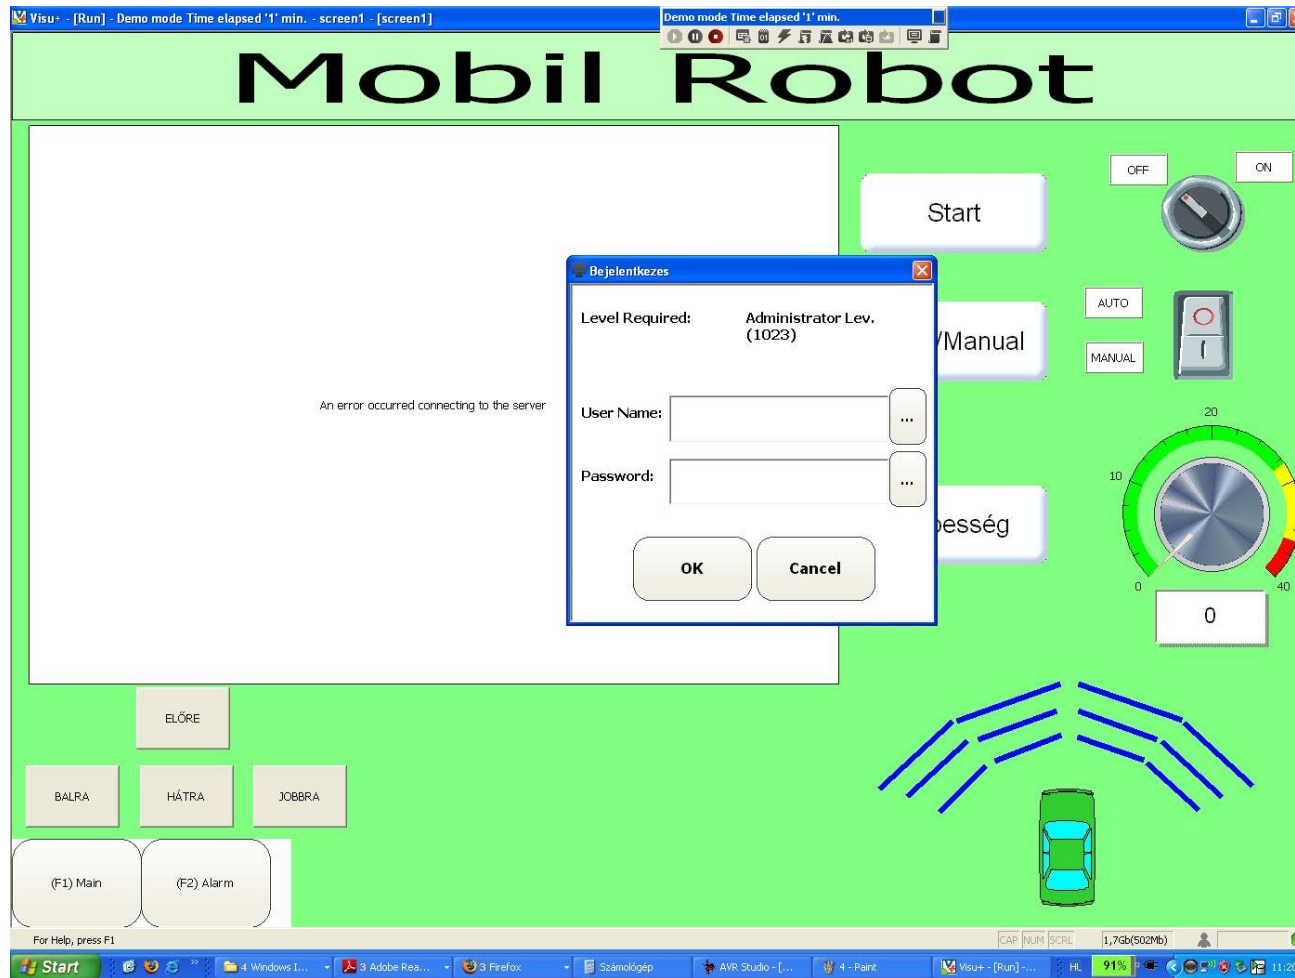 Visu+ - [Run] - Demo mode Time elapsed '1' min. - screen1 - [screen1]
Demo mode Time elapsed '1' min.
Mobil Robot
OFF
ON
Start
Bejelentkezes
Level Required: Administrator Lev.
(1023)
AUTO
/Manual
MANUAL
An error occurred connecting to the server
User Name:
...
20
10
Password:
...
OK
Cancel
0
40
0
ELŐRE
BALRA
HÁTRA
JOBBRA
(F1) Main
(F2) Alarm
For Help, press F1
CAP NUM SCRL
1,7Gb(502Mb)
Start
4 Windows I...
3 Adobe Rea...
3 Firefox
Számológép
AVR Studio - [...
4 - Paint
Visu+ - [Run] -...
HL
91%